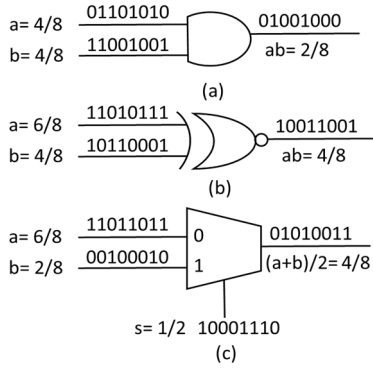 a= 4/8 01101010 01001000
b= 4/8 11001001 ab= 2/8
(a)
a= 6/8 11010111 10011001
b= 4/8 10110001 ab= 4/8
(b)
a= 6/8 11011011 0 01010011
b= 2/8 00100010 1 (a+b)/2= 4/8
s= 1/2 10001110
(c)